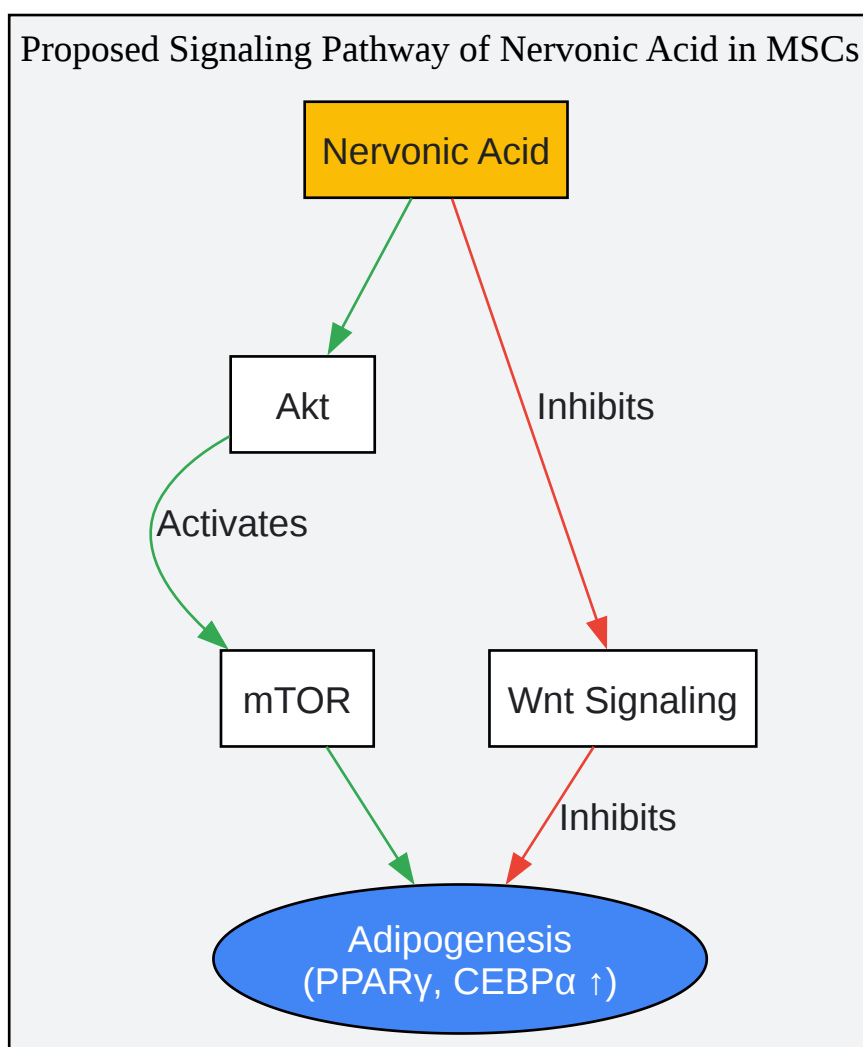 Proposed Signaling Pathway of Nervonic Acid in MSCs
Nervonic Acid
Akt
Inhibits
Activates
mTOR
Wnt Signaling
Inhibits
Adipogenesis
(PPARγ, CEBPα ↑)